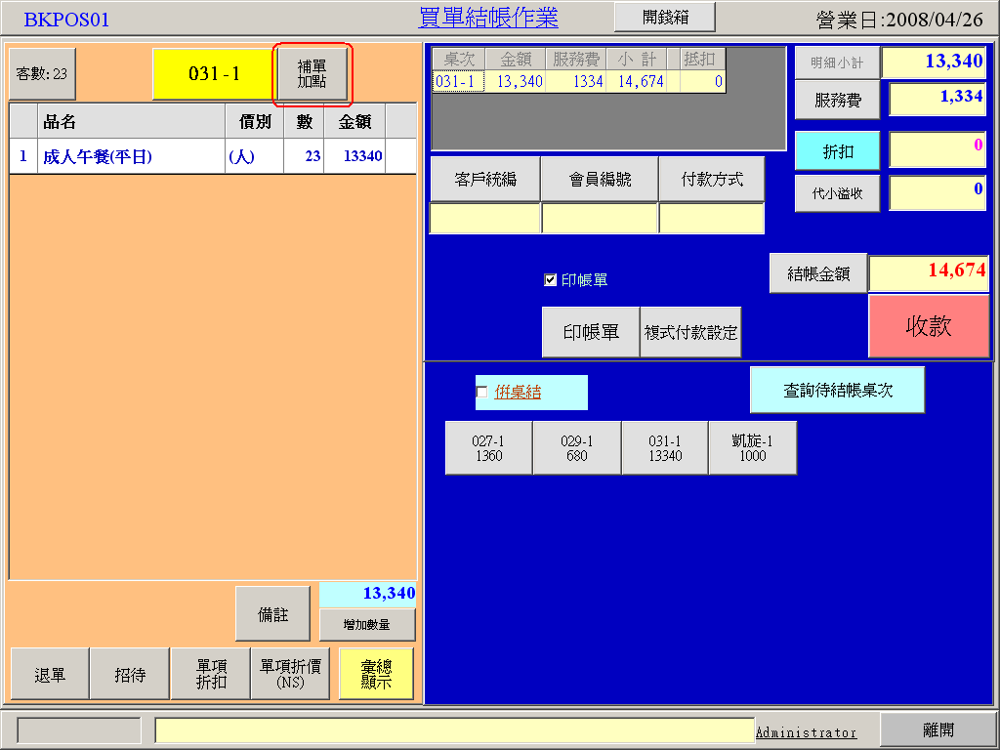 BKPOS01
買單結帳作業
開錢箱
營業日:2008/04/26
客數:23
031-1
補單
加點
品名 價別 數 金額
1 成人午餐(平日) (人) 23 13340
桌次 金額 服務費 小 計 抵扣
031-1 13,340 1334 14,674 0
明細小計 13,340
服務費 1,334
折扣 0
代小溢收 0
客戶統編 會員編號 付款方式
印帳單
結帳金額 14,674
印帳單 複式付款設定 收款
併桌結
查詢待結帳桌次
027-1
1360
029-1
680
031-1
13340
凱旋-1
1000
備註
13,340
增加數量
退單
招待
單項
折扣
單項折價
(NS)
彙總
顯示
Administrator
離開